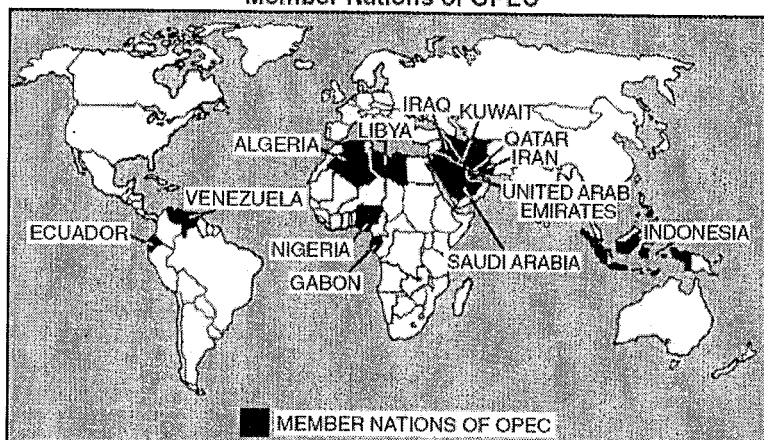 Member Nations of OPEC
IRAQ
KUWAIT
LIBYA
ALGERIA
QATAR
IRAN
VENEZUELA
UNITED ARAB
EMIRATES
ECUADOR
INDONESIA
NIGERIA
SAUDI ARABIA
GABON
MEMBER NATIONS OF OPEC